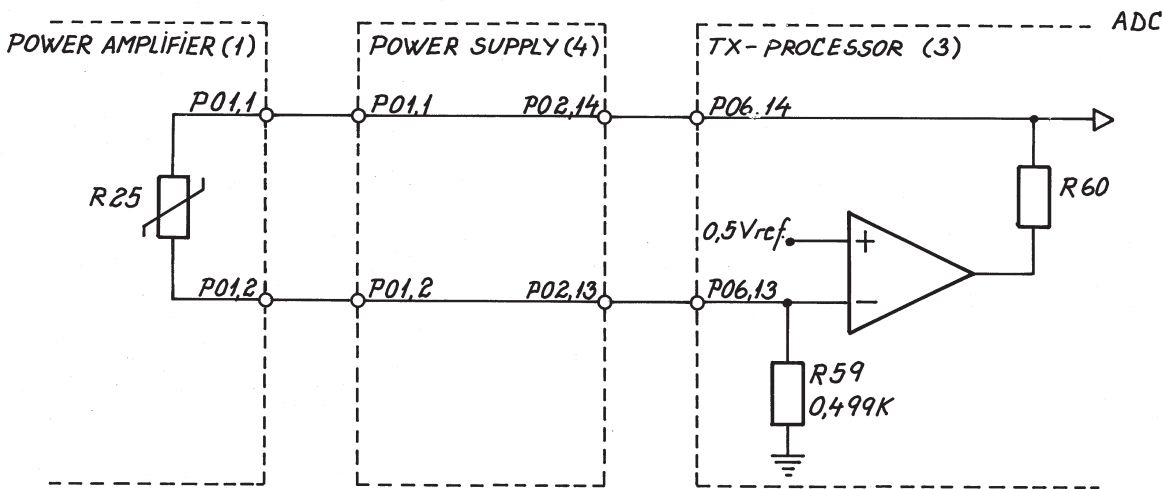 ADC
POWER AMPLIFIER (1)
POWER SUPPLY (4)
TX-PROCESSOR (3)
P01,1
P01,1
P02,14
P06.14
R25
R60
0,5Vref.
+
P01,2
P01,2
P02,13
P06,13
−
R59
0,499K